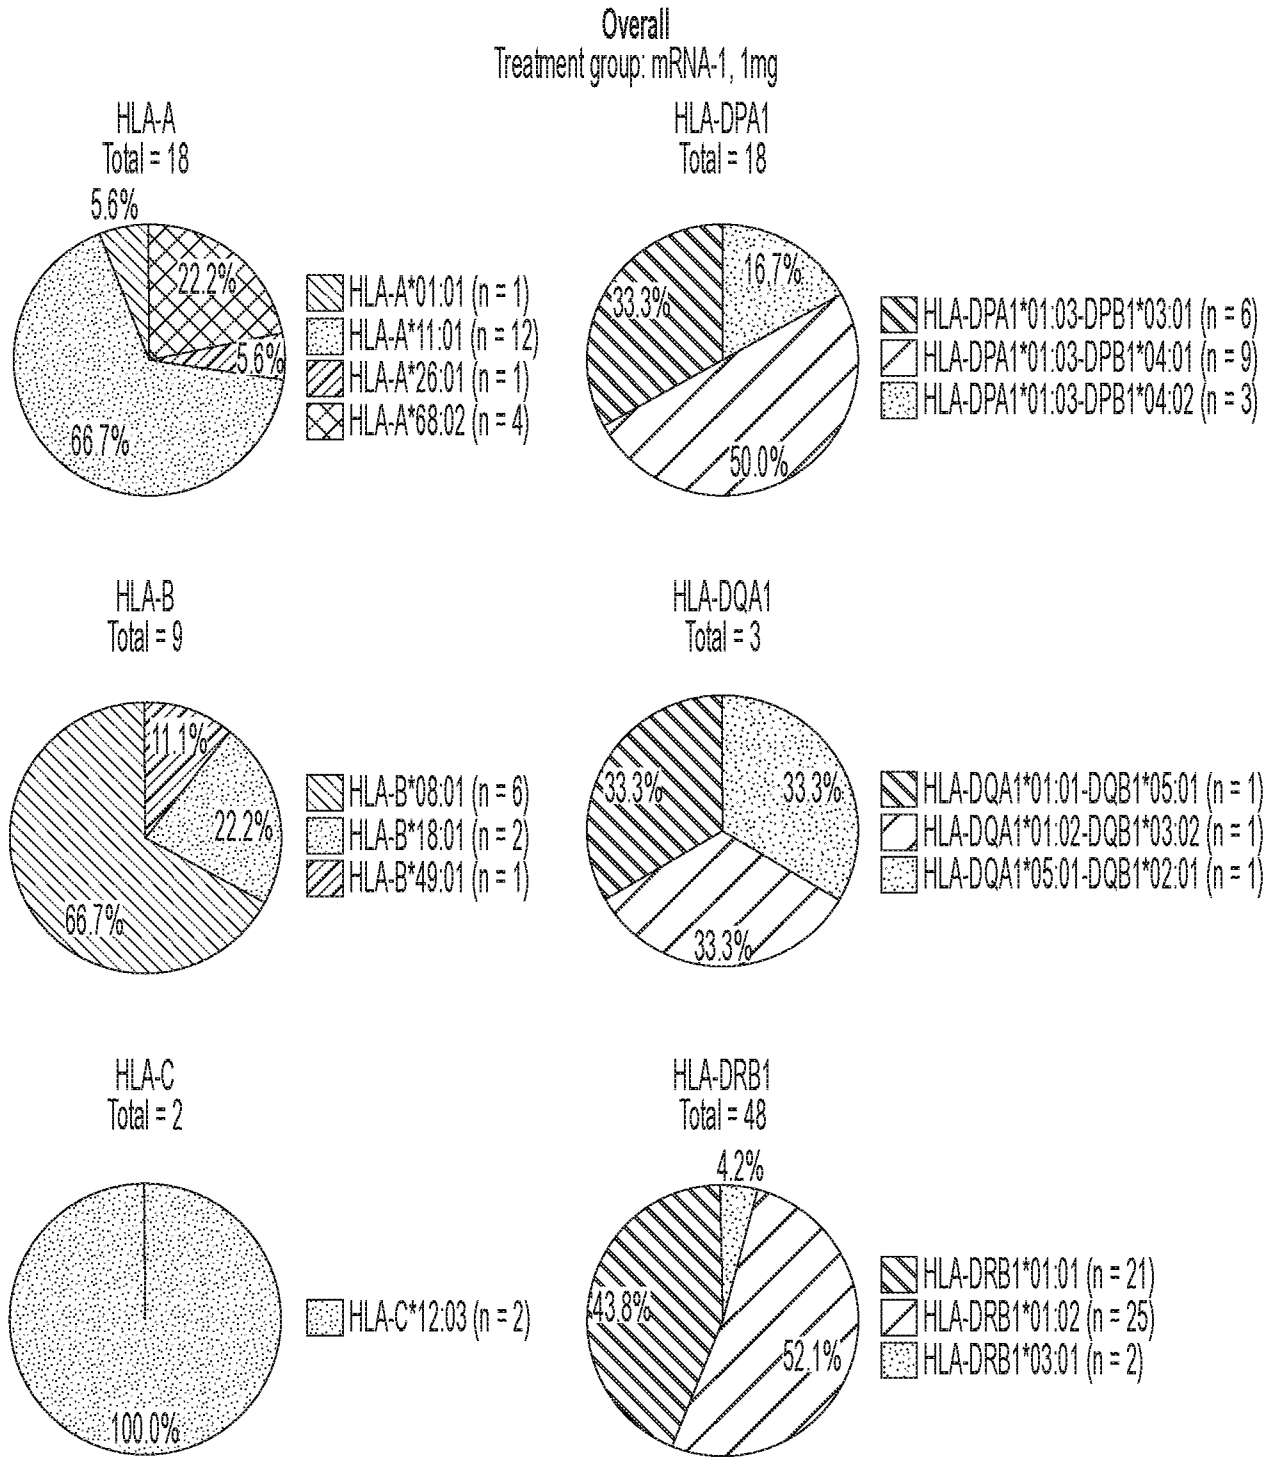 Overall
Treatment group: mRNA-1, 1mg
HLA-A
Total = 18
5.6%
22.2%
5.6%
66.7%
HLA-A*01:01 (n = 1)
HLA-A*11:01 (n = 12)
HLA-A*26:01 (n = 1)
HLA-A*68:02 (n = 4)
HLA-DPA1
Total = 18
16.7%
33.3%
50.0%
HLA-DPA1*01:03-DPB1*03:01 (n = 6)
HLA-DPA1*01:03-DPB1*04:01 (n = 9)
HLA-DPA1*01:03-DPB1*04:02 (n = 3)
HLA-B
Total = 9
11.1%
22.2%
66.7%
HLA-B*08:01 (n = 6)
HLA-B*18:01 (n = 2)
HLA-B*49:01 (n = 1)
HLA-DQA1
Total = 3
33.3%
33.3%
33.3%
HLA-DQA1*01:01-DQB1*05:01 (n = 1)
HLA-DQA1*01:02-DQB1*03:02 (n = 1)
HLA-DQA1*05:01-DQB1*02:01 (n = 1)
HLA-C
Total = 2
100.0%
HLA-C*12:03 (n = 2)
HLA-DRB1
Total = 48
4.2%
43.8%
52.1%
HLA-DRB1*01:01 (n = 21)
HLA-DRB1*01:02 (n = 25)
HLA-DRB1*03:01 (n = 2)